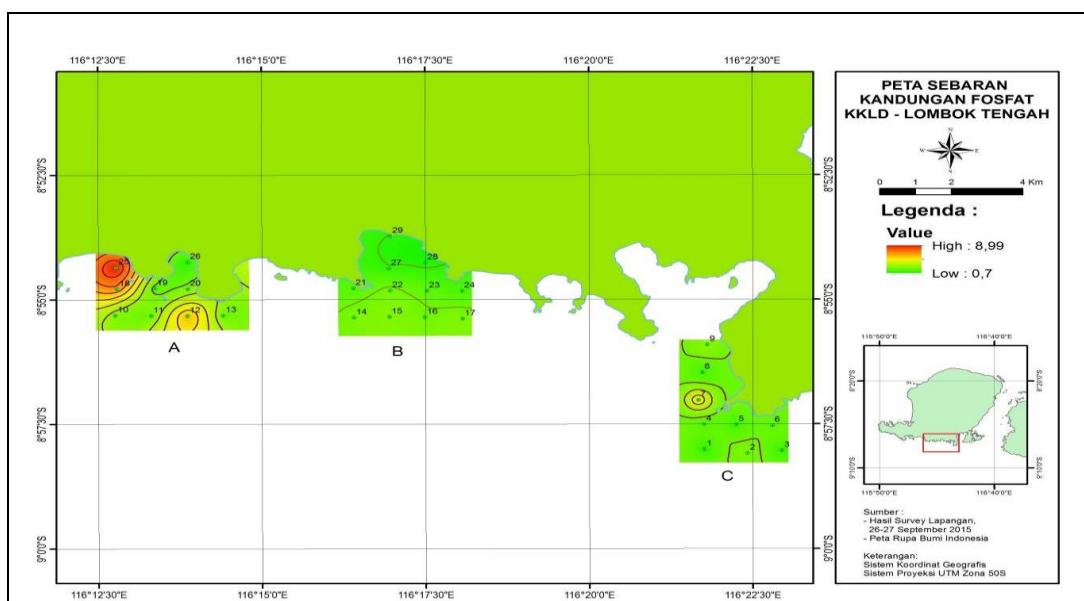 116°12'30"E 116°15'0"E 116°17'30"E 116°20'0"E 116°22'30"E
8°52'30"S
8°55'0"S
8°57'30"S
9°0'0"S
29
28
27
26
25
18
19
20
10
11
12
13
A
21
22
23
24
14
15
16
17
B
9
8
7
4
5
6
1
2
3
C
8°52'30"S
8°55'0"S
8°57'30"S
9°0'0"S
116°12'30"E 116°15'0"E 116°17'30"E 116°20'0"E 116°22'30"E
PETA SEBARAN
KANDUNGAN FOSFAT
KKLD - LOMBOK TENGAH
N
W E
S
0 1 2 4 Km
Legenda :
Value
High : 8,99
Low : 0,7
115°50'0"E 116°40'0"E
8°20'0"S 8°20'0"S
9°10'0"S 9°10'0"S
115°50'0"E 116°40'0"E
Sumber :
- Hasil Survey Lapangan,
26-27 September 2015
- Peta Rupa Bumi Indonesia
Keterangan:
Sistem Koordinat Geografis
Sistem Proyeksi UTM Zona 50S